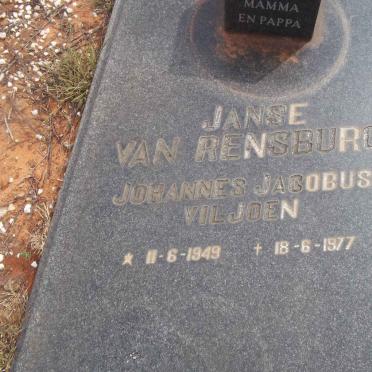 MAMMA
EN PAPPA
JANSE
VAN RENSBURG
JOHANNES JACOBUS
VILJOEN
★ 11-6-1949 ✝ 18-6-1977